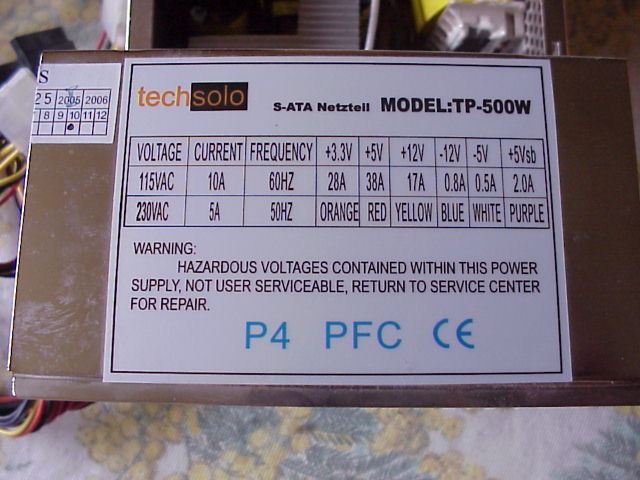 S
25 2005 2006
8 9 10 11 12
techsolo S-ATA Netzteil MODEL:TP-500W
VOLTAGE CURRENT FREQUENCY +3.3V +5V +12V -12V -5V +5Vsb
115VAC 10A 60HZ 28A 38A 17A 0.8A 0.5A 2.0A
230VAC 5A 50HZ ORANGE RED YELLOW BLUE WHITE PURPLE
WARNING:
HAZARDOUS VOLTAGES CONTAINED WITHIN THIS POWER
SUPPLY, NOT USER SERVICEABLE, RETURN TO SERVICE CENTER
FOR REPAIR.
P4 PFC CE